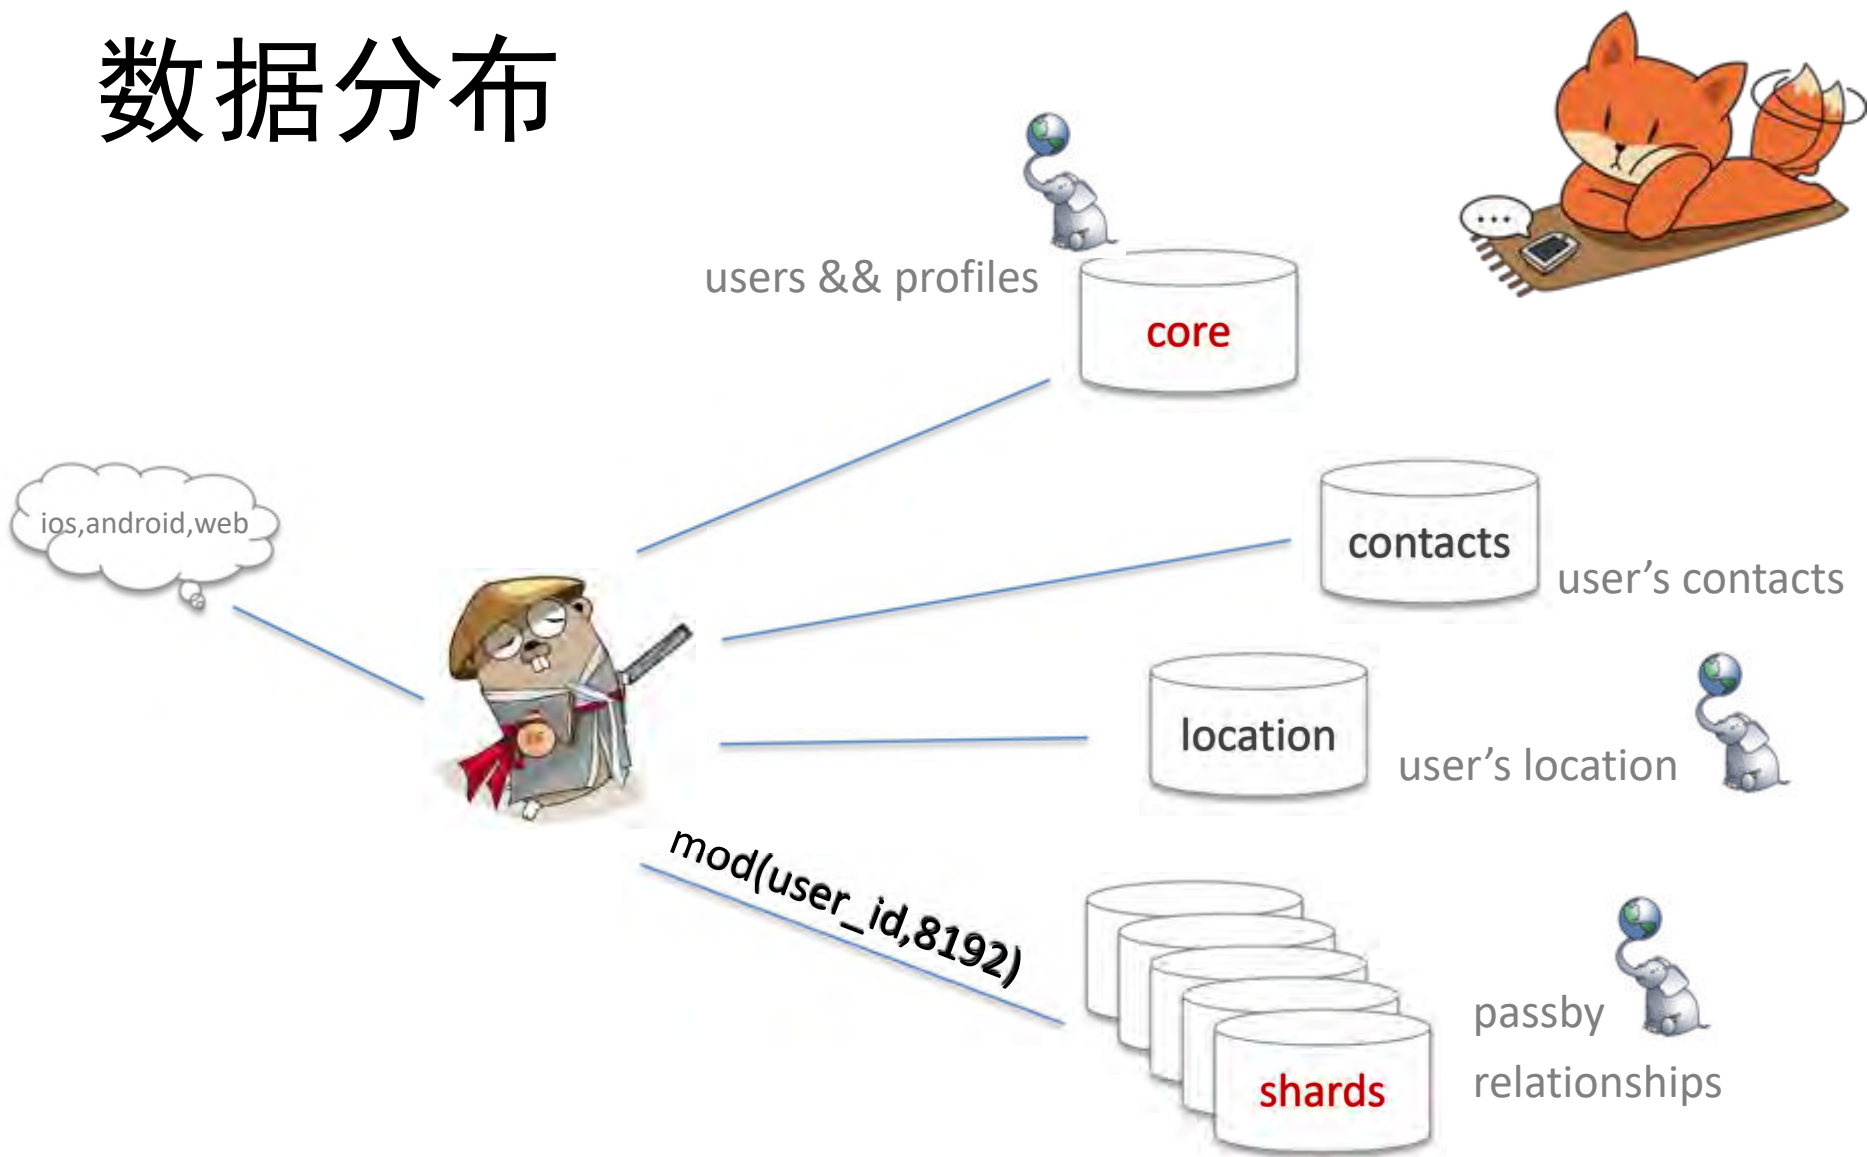 数据分布
users && profiles
core
ios,android,web
contacts
user's contacts
location
user's location
mod(user_id,8192)
passby
relationships
shards